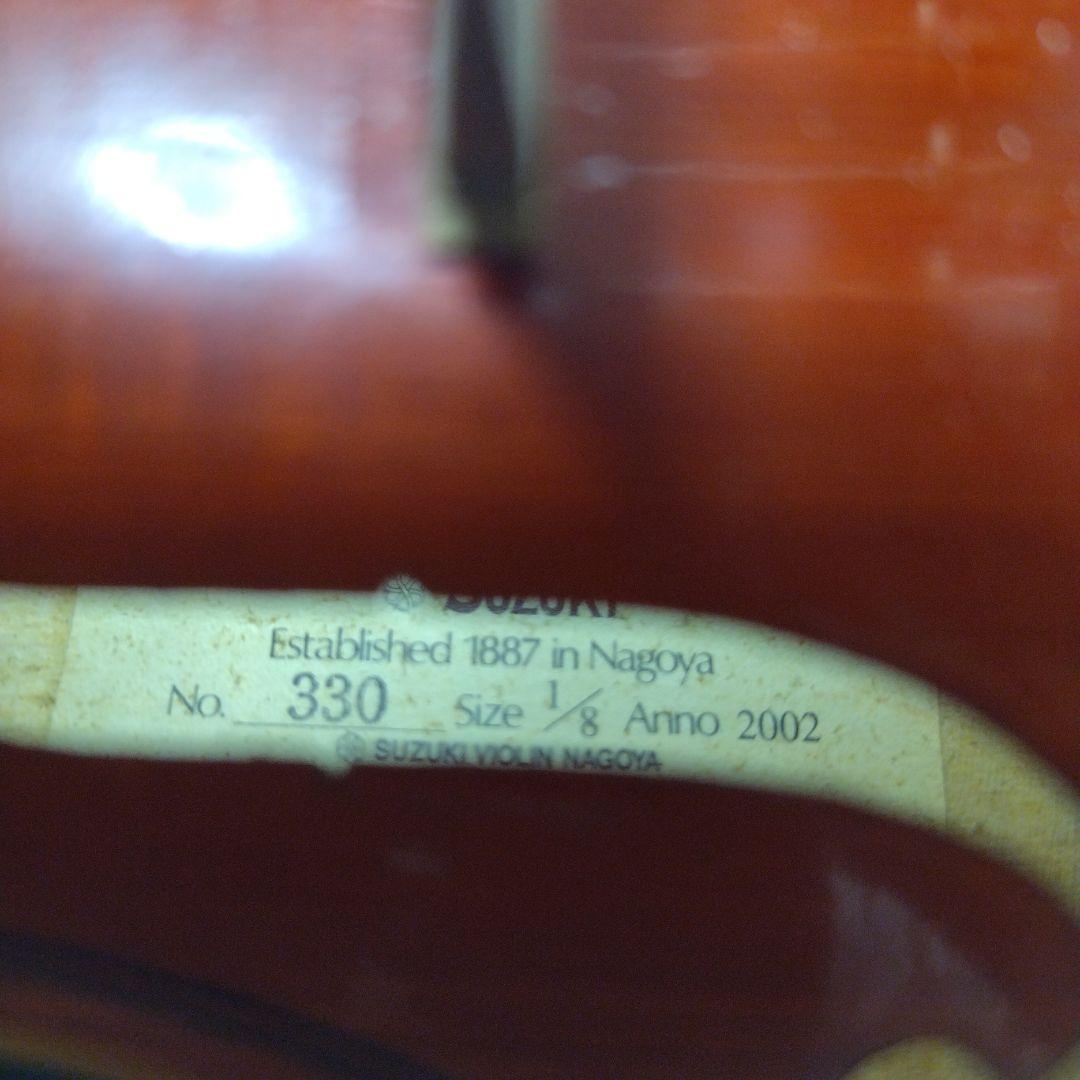 SUZUKI
Established 1887 in Nagoya
No. 330 Size 1/8 Anno 2002
SUZUKI VIOLIN NAGOYA